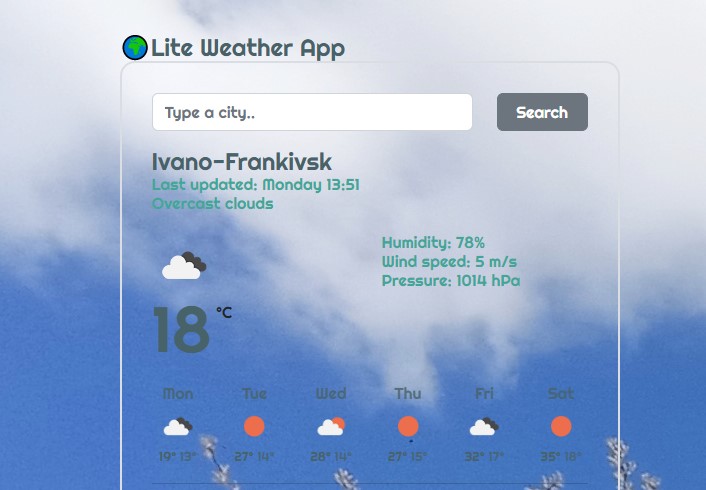 Lite Weather App
Type a city..
Search
Ivano-Frankivsk
Last updated: Monday 13:51
Overcast clouds
Humidity: 78%
Wind speed: 5 m/s
Pressure: 1014 hPa
18 °C
Mon Tue Wed Thu Fri Sat
19° 13° 27° 14° 28° 14° 27° 15° 32° 17° 35° 18°